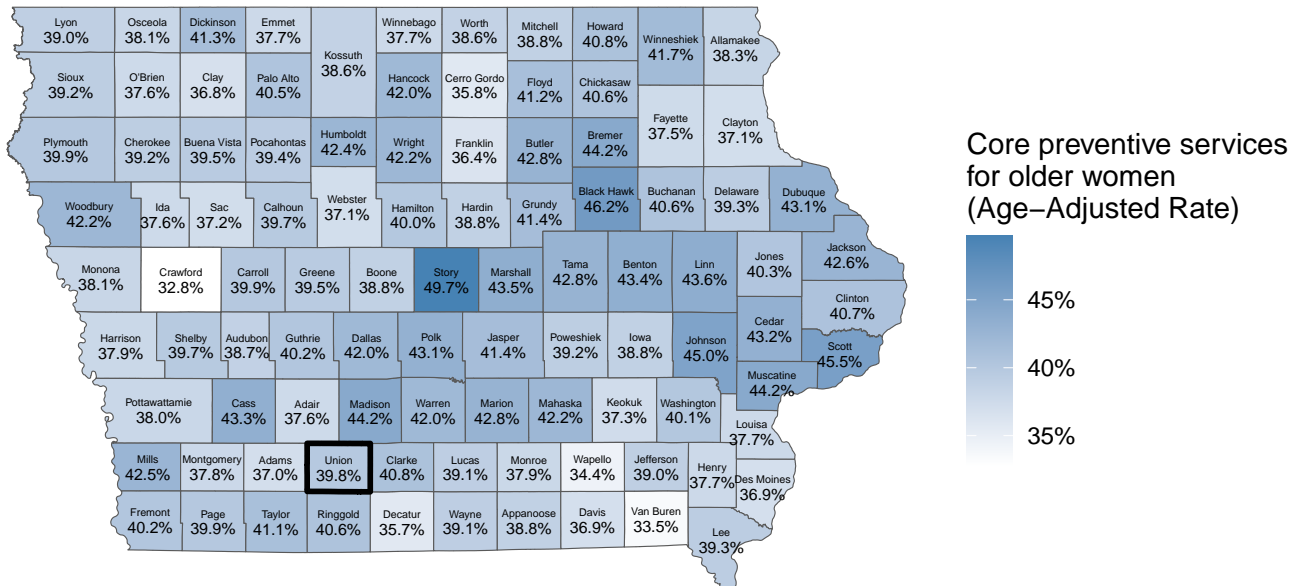 Lyon
39.0%
Osceola
38.1%
Dickinson
41.3%
Emmet
37.7%
Kossuth
38.6%
Winnebago
37.7%
Worth
38.6%
Mitchell
38.8%
Howard
40.8%
Winneshiek
41.7%
Allamakee
38.3%
Sioux
39.2%
O'Brien
37.6%
Clay
36.8%
Palo Alto
40.5%
Hancock
42.0%
Cerro Gordo
35.8%
Floyd
41.2%
Chickasaw
40.6%
Fayette
37.5%
Clayton
37.1%
Plymouth
39.9%
Cherokee
39.2%
Buena Vista
39.5%
Pocahontas
39.4%
Humboldt
42.4%
Wright
42.2%
Franklin
36.4%
Butler
42.8%
Bremer
44.2%
Woodbury
42.2%
Ida
37.6%
Sac
37.2%
Calhoun
39.7%
Webster
37.1%
Hamilton
40.0%
Hardin
38.8%
Grundy
41.4%
Black Hawk
46.2%
Buchanan
40.6%
Delaware
39.3%
Dubuque
43.1%
Monona
38.1%
Crawford
32.8%
Carroll
39.9%
Greene
39.5%
Boone
38.8%
Story
49.7%
Marshall
43.5%
Tama
42.8%
Benton
43.4%
Linn
43.6%
Jones
40.3%
Jackson
42.6%
Clinton
40.7%
Harrison
37.9%
Shelby
39.7%
Audubon
38.7%
Guthrie
40.2%
Dallas
42.0%
Polk
43.1%
Jasper
41.4%
Poweshiek
39.2%
Iowa
38.8%
Johnson
45.0%
Cedar
43.2%
Scott
45.5%
Muscatine
44.2%
Pottawattamie
38.0%
Cass
43.3%
Adair
37.6%
Madison
44.2%
Warren
42.0%
Marion
42.8%
Mahaska
42.2%
Keokuk
37.3%
Washington
40.1%
Louisa
37.7%
Mills
42.5%
Montgomery
37.8%
Adams
37.0%
Union
39.8%
Clarke
40.8%
Lucas
39.1%
Monroe
37.9%
Wapello
34.4%
Jefferson
39.0%
Henry
37.7%
Des Moines
36.9%
Fremont
40.2%
Page
39.9%
Taylor
41.1%
Ringgold
40.6%
Decatur
35.7%
Wayne
39.1%
Appanoose
38.8%
Davis
36.9%
Van Buren
33.5%
Lee
39.3%
Core preventive services
for older women
(Age−Adjusted Rate)
45%
40%
35%